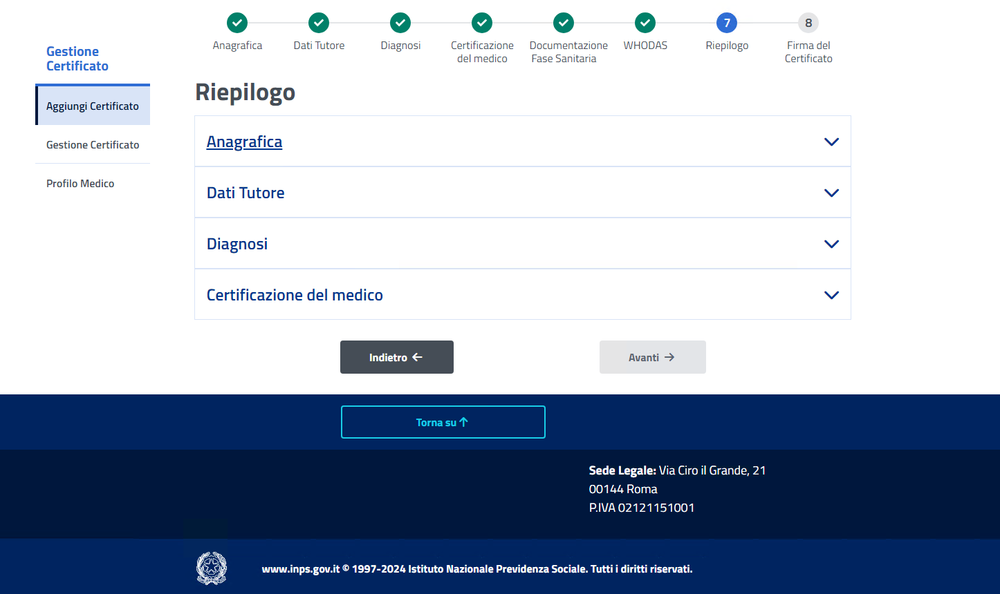 Anagrafica
Dati Tutore
Diagnosi
Certificazione
del medico
Documentazione
Fase Sanitaria
WHODAS
7
Riepilogo
8
Firma del
Certificato
Gestione
Certificato
Aggiungi Certificato
Gestione Certificato
Profilo Medico
Riepilogo
Anagrafica
Dati Tutore
Diagnosi
Certificazione del medico
Indietro
Avanti
Torna su
Sede Legale: Via Ciro il Grande, 21
00144 Roma
P.IVA 02121151001
www.inps.gov.it © 1997-2024 Istituto Nazionale Previdenza Sociale. Tutti i diritti riservati.